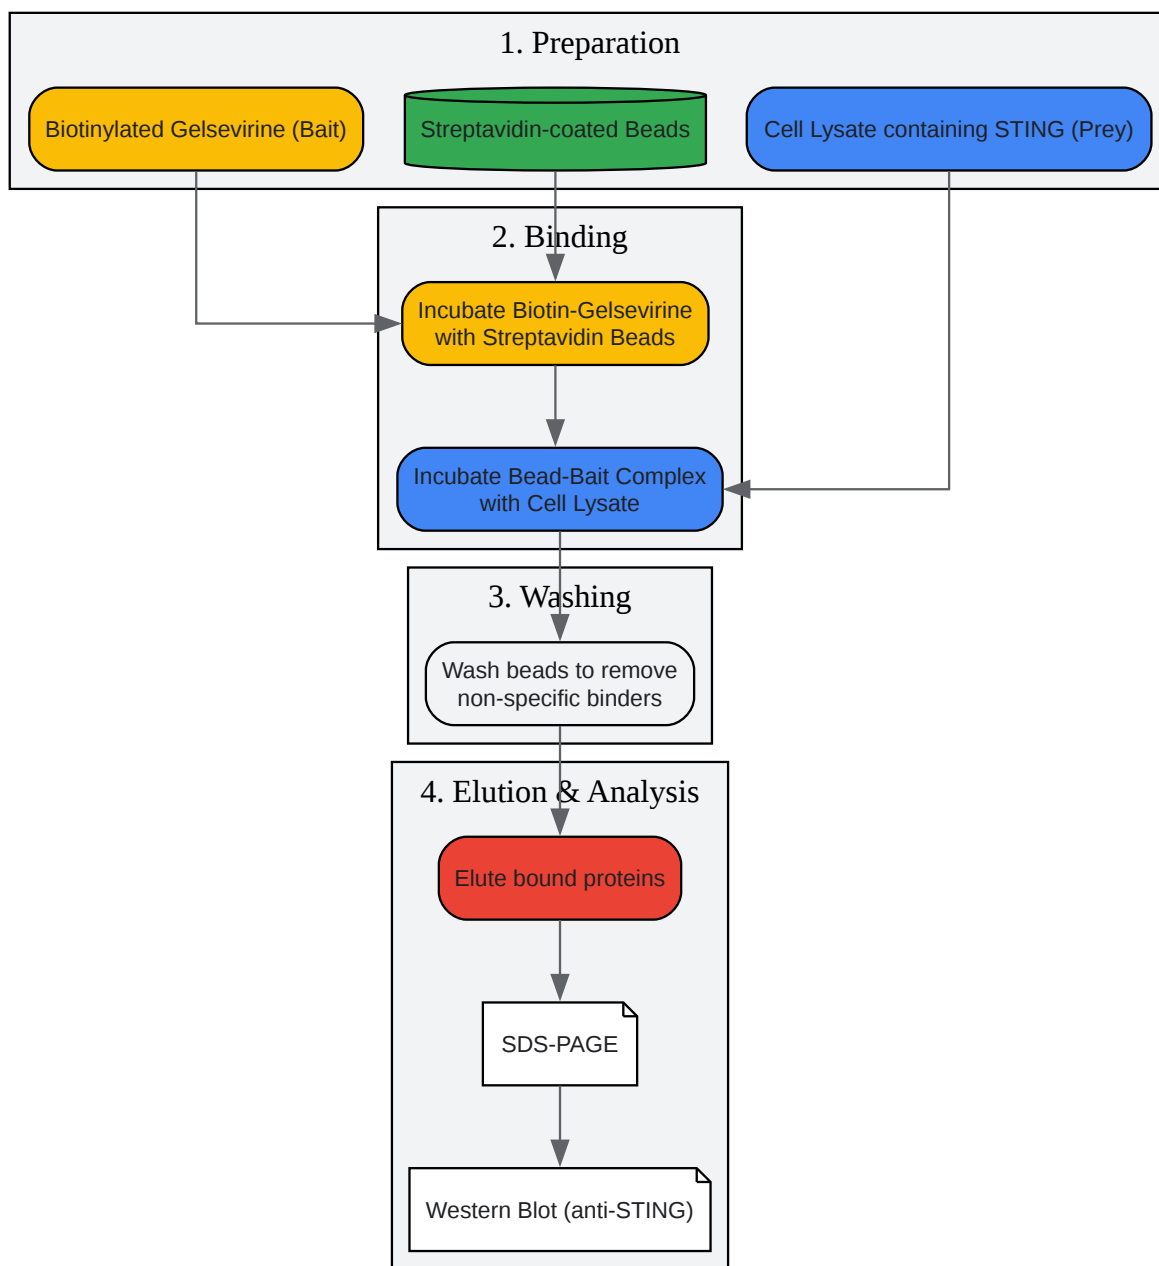 1. Preparation
Biotinylated Gelsevirine (Bait)
Streptavidin-coated Beads
Cell Lysate containing STING (Prey)
2. Binding
Incubate Biotin-Gelsevirine
with Streptavidin Beads
Incubate Bead-Bait Complex
with Cell Lysate
3. Washing
Wash beads to remove
non-specific binders
4. Elution & Analysis
Elute bound proteins
SDS-PAGE
Western Blot (anti-STING)